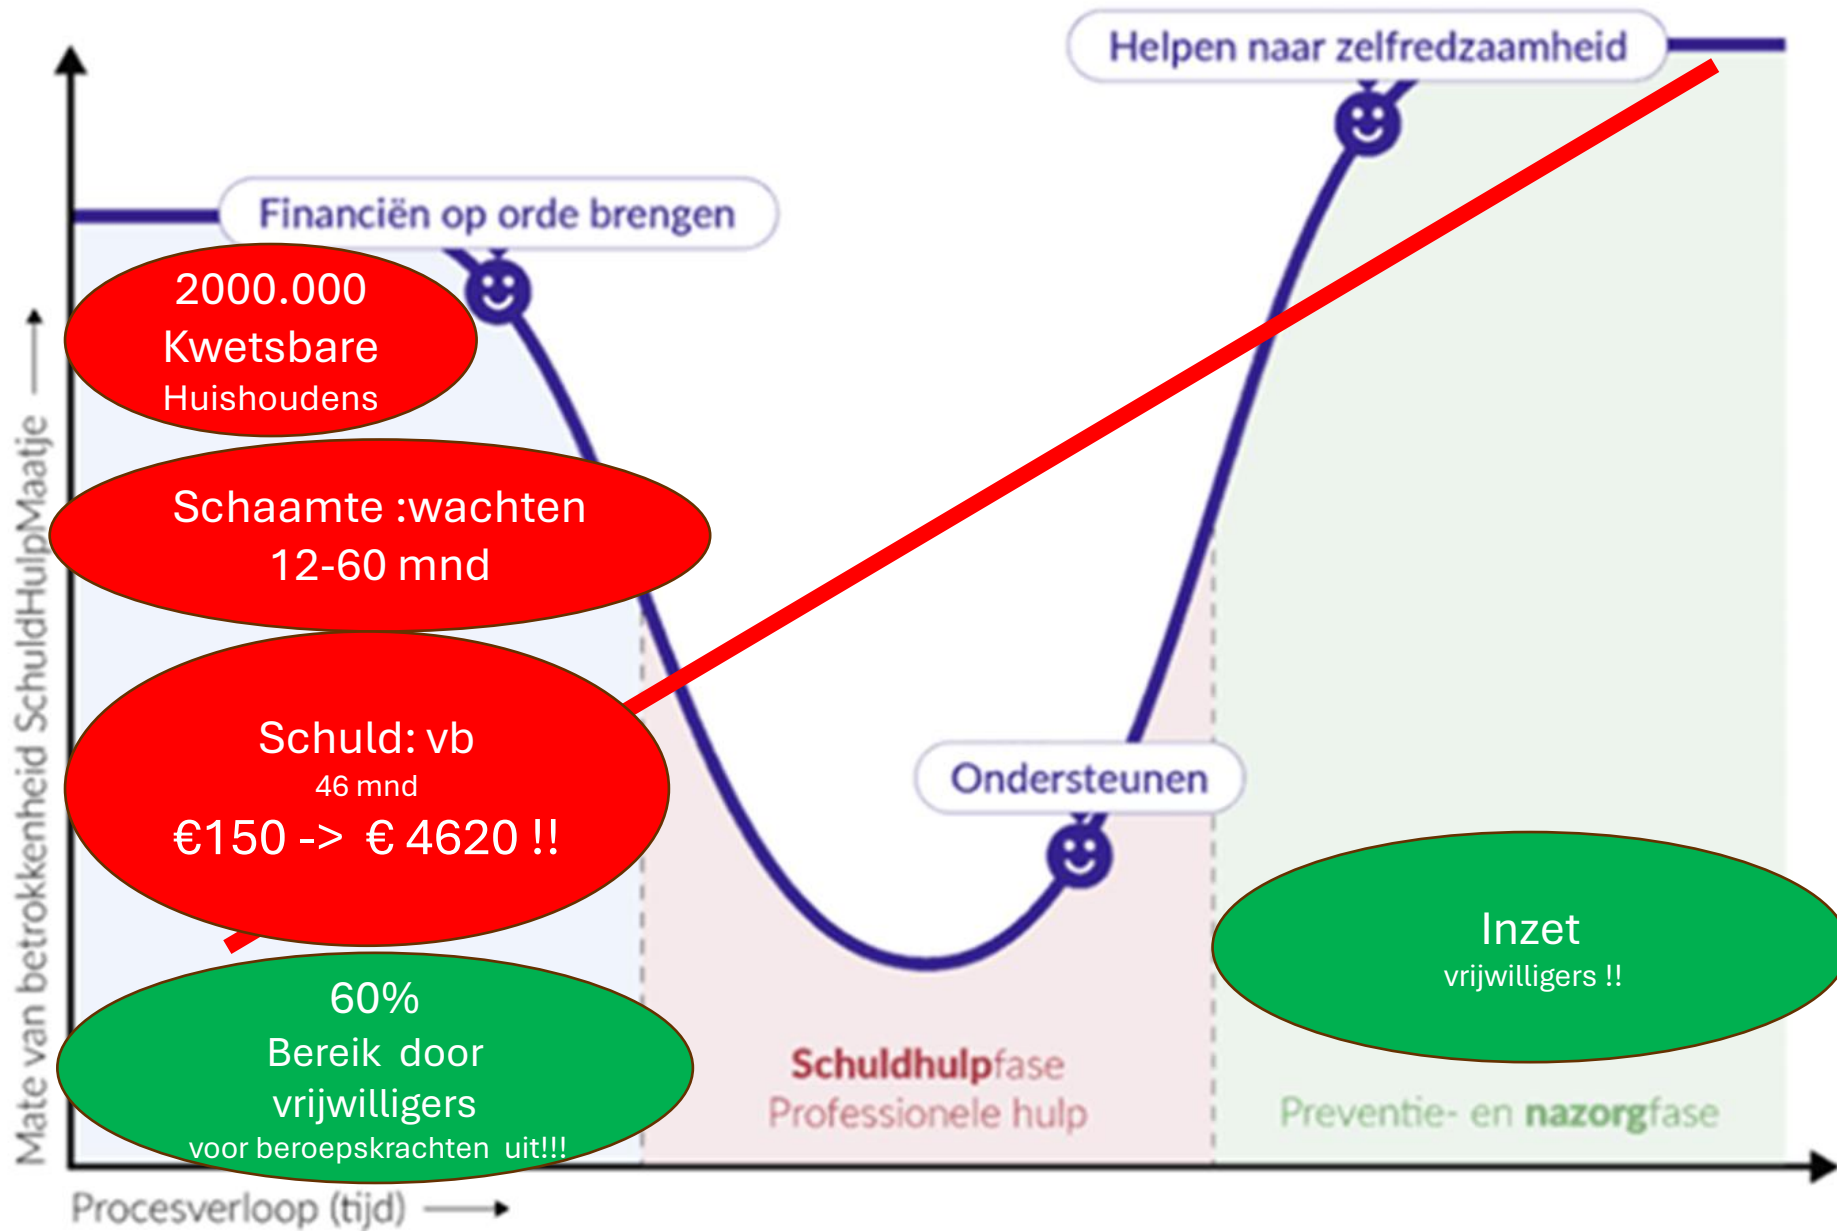 Helpen naar zelfredzaamheid
Financiën op orde brengen
2000.000
Kwetsbare
Huishoudens
Schaamte :wachten
12-60 mnd
Schuld: vb
46 mnd
€150 -> € 4620 !!
Ondersteunen
60%
Bereik door
vrijwilligers
voor beroepskrachten uit!!!
Inzet
vrijwilligers !!
Schuldhulpfase
Professionele hulp
Preventie- en nazorgfase
Mate van betrokkenheid SchuldHulpMaatje
Procesverloop (tijd)